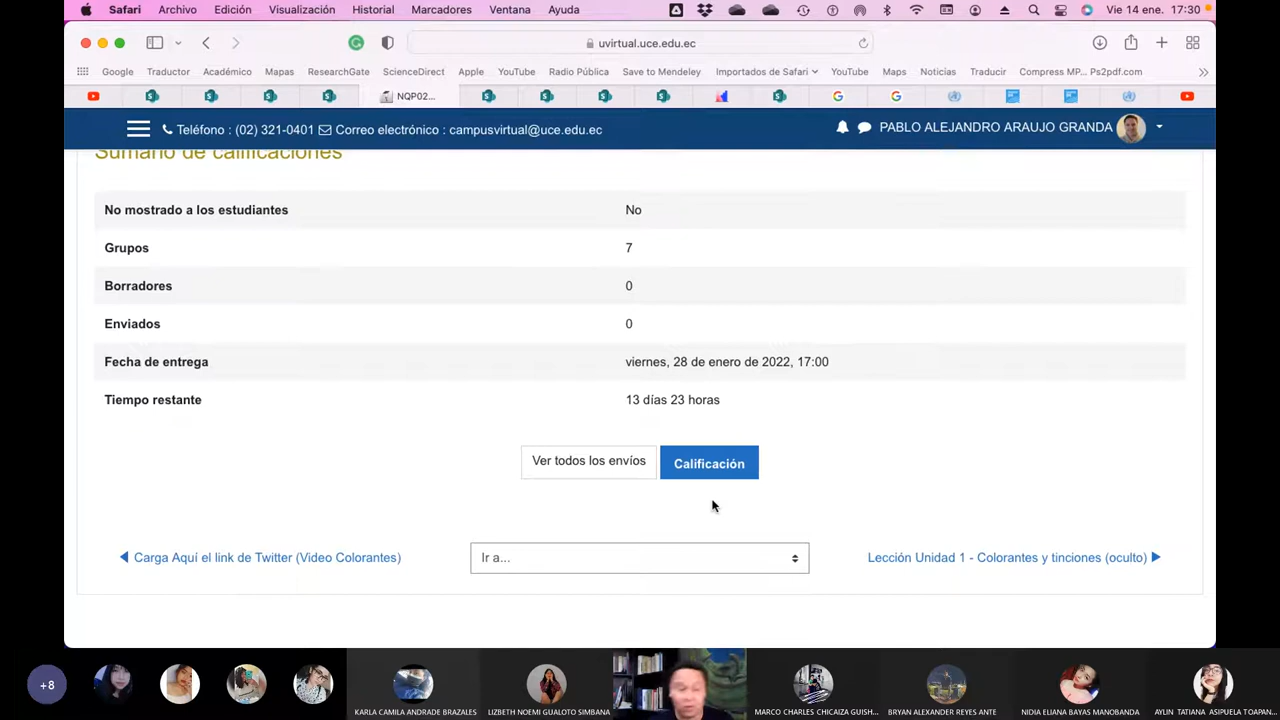 Safari Archivo Edición Visualización Historial Marcadores Ventana Ayuda Vie 14 ene. 17:30
uvirtual.uce.edu.ec
Google Traductor Académico Mapas ResearchGate ScienceDirect Apple YouTube Radio Pública Save to Mendeley Importados de Safari YouTube Maps Noticias Traducir Compress MP... Ps2pdf.com
NQP02...
Teléfono : (02) 321-0401 Correo electrónico : campusvirtual@uce.edu.ec PABLO ALEJANDRO ARAUJO GRANDA
Sumario de calificaciones
No mostrado a los estudiantes No
Grupos 7
Borradores 0
Enviados 0
Fecha de entrega viernes, 28 de enero de 2022, 17:00
Tiempo restante 13 días 23 horas
Ver todos los envíos Calificación
Carga Aquí el link de Twitter (Video Colorantes) Ir a... Lección Unidad 1 - Colorantes y tinciones (oculto)
+8
KARLA CAMILA ANDRADE BRAZALES LIZBETH NOEMI GUALOTO SIMBANA MARCO CHARLES CHICAIZA GUISH... BRYAN ALEXANDER REYES ANTE NIDIA ELIANA BAYAS MANOBANDA AYLIN TATIANA ASIPUELA TOAPAN...